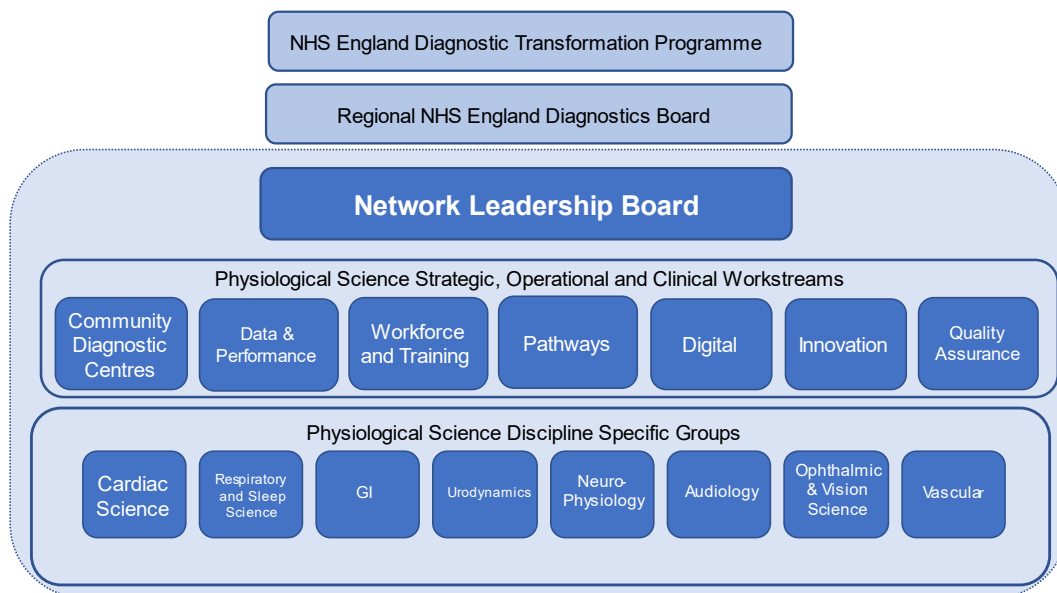 NHS England Diagnostic Transformation Programme
Regional NHS England Diagnostics Board
Network Leadership Board
Physiological Science Strategic, Operational and Clinical Workstreams
Community
Diagnostic
Centres
Data &
Performance
Workforce
and Training
Pathways
Digital
Innovation
Quality
Assurance
Physiological Science Discipline Specific Groups
Cardiac
Science
Respiratory
and Sleep
Science
GI
Urodynamics
Neuro-
Physiology
Audiology
Ophthalmic
& Vision
Science
Vascular